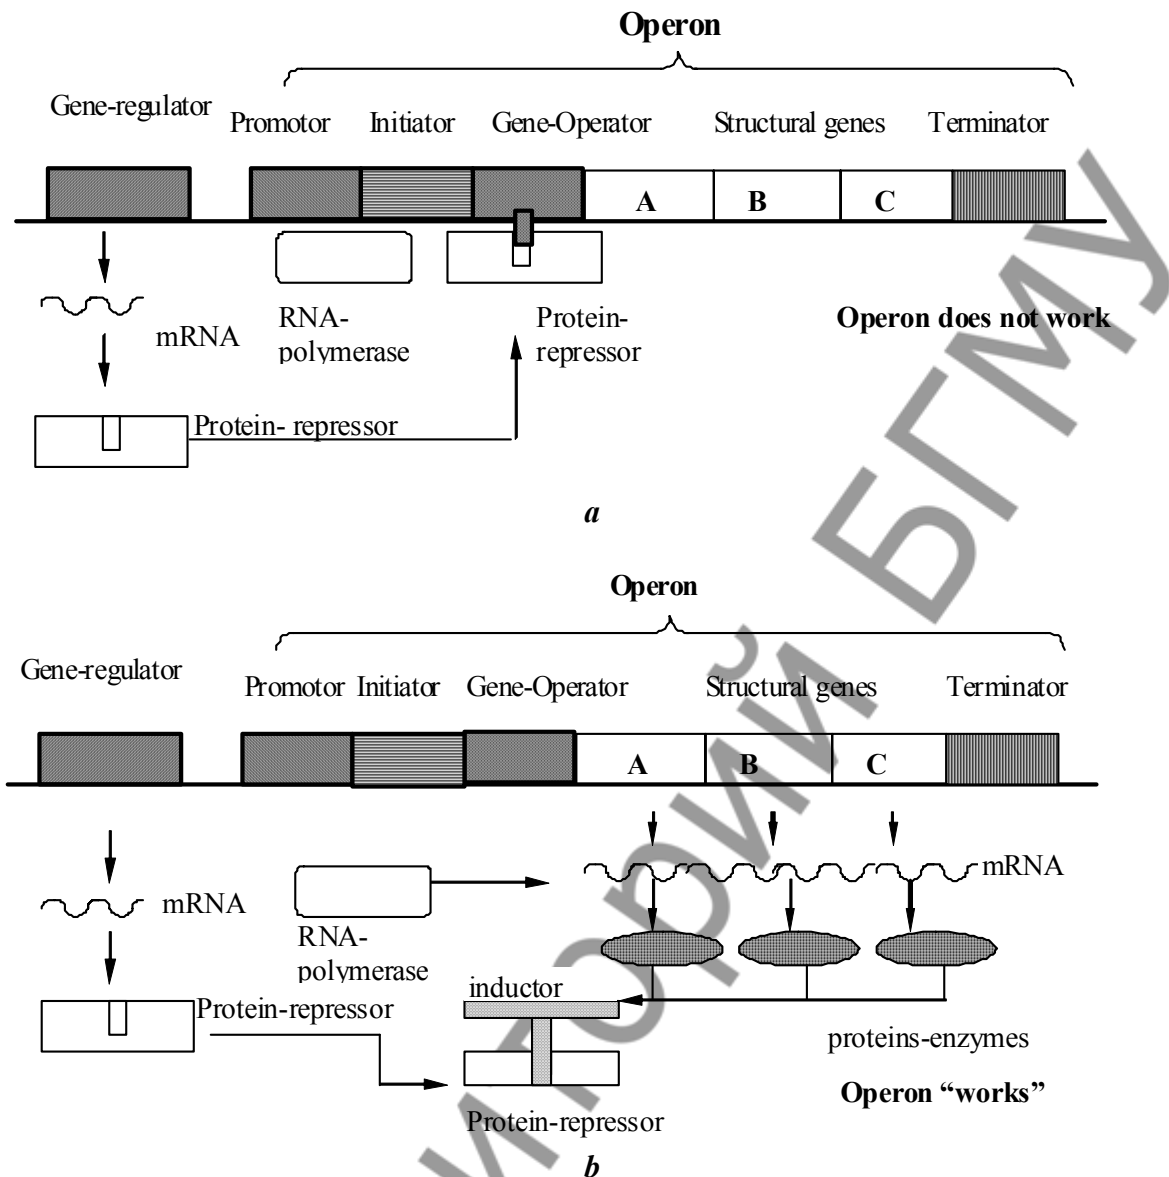 Operon
Gene-regulator
Promotor Initiator Gene-Operator Structural genes Terminator
A B C
mRNA
RNA-
polymerase
Protein-
repressor
Operon does not work
Protein- repressor
a
Operon
Gene-regulator
Promotor Initiator Gene-Operator Structural genes Terminator
A B C
mRNA
mRNA
RNA-
polymerase
inductor
Protein-repressor
proteins-enzymes
Operon “works”
Protein-repressor
b
иторий БГМУ